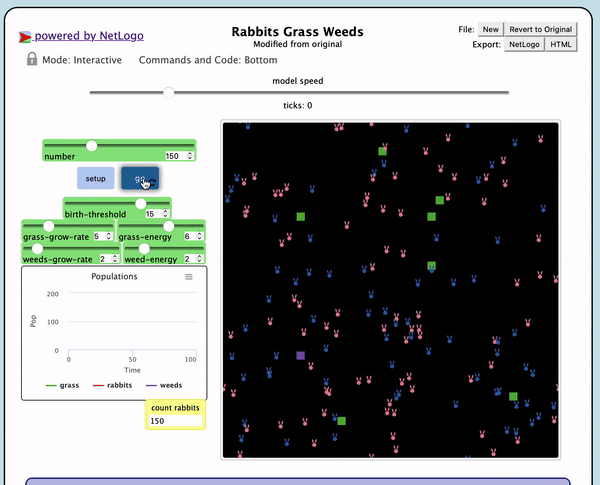 powered by NetLogo
Rabbits Grass Weeds
Modified from original
File: New Revert to Original
Export: NetLogo HTML
Mode: Interactive Commands and Code: Bottom
model speed
ticks: 0
number 150
setup go
birth-threshold 15
grass-grow-rate 5 grass-energy 6
weeds-grow-rate 2 weed-energy 2
Populations
200
Pop
0
0 50 100
Time
grass rabbits weeds
count rabbits
150